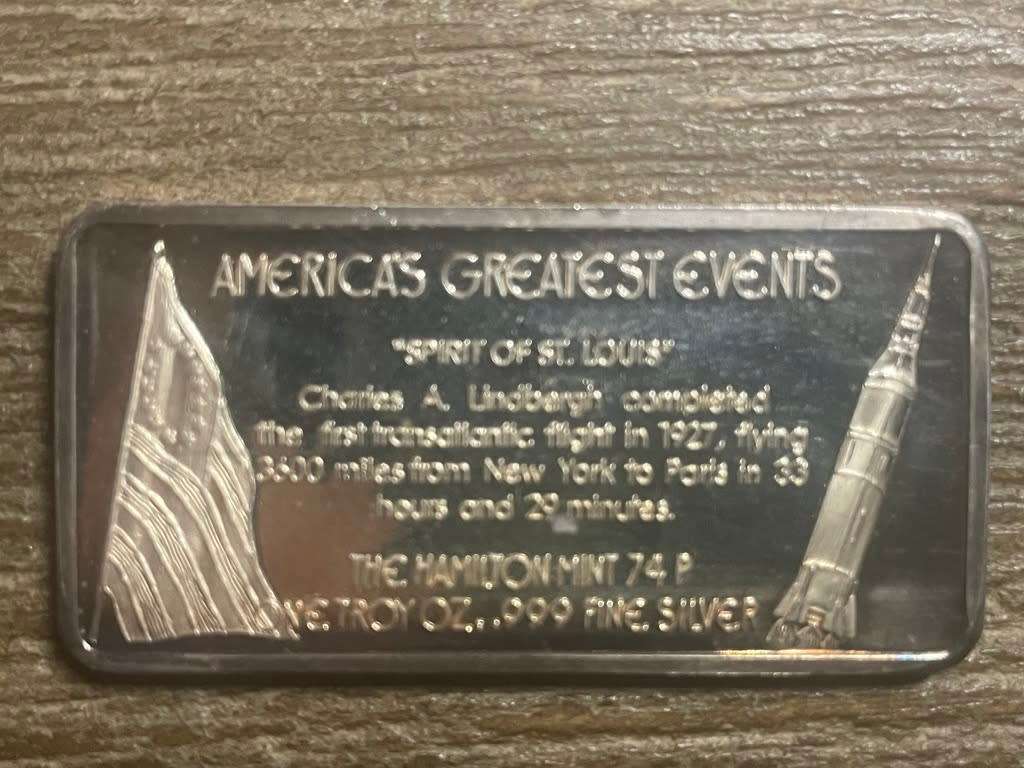 AMERICA'S GREATEST EVENTS
"SPIRIT OF ST. LOUIS"
Charles A. Lindbergh completed
the first transatlantic flight in 1927, flying
3600 miles from New York to Paris in 33
hours and 29 minutes.
THE HAMILTON MINT 74 P
ONE TROY OZ. .999 FINE SILVER